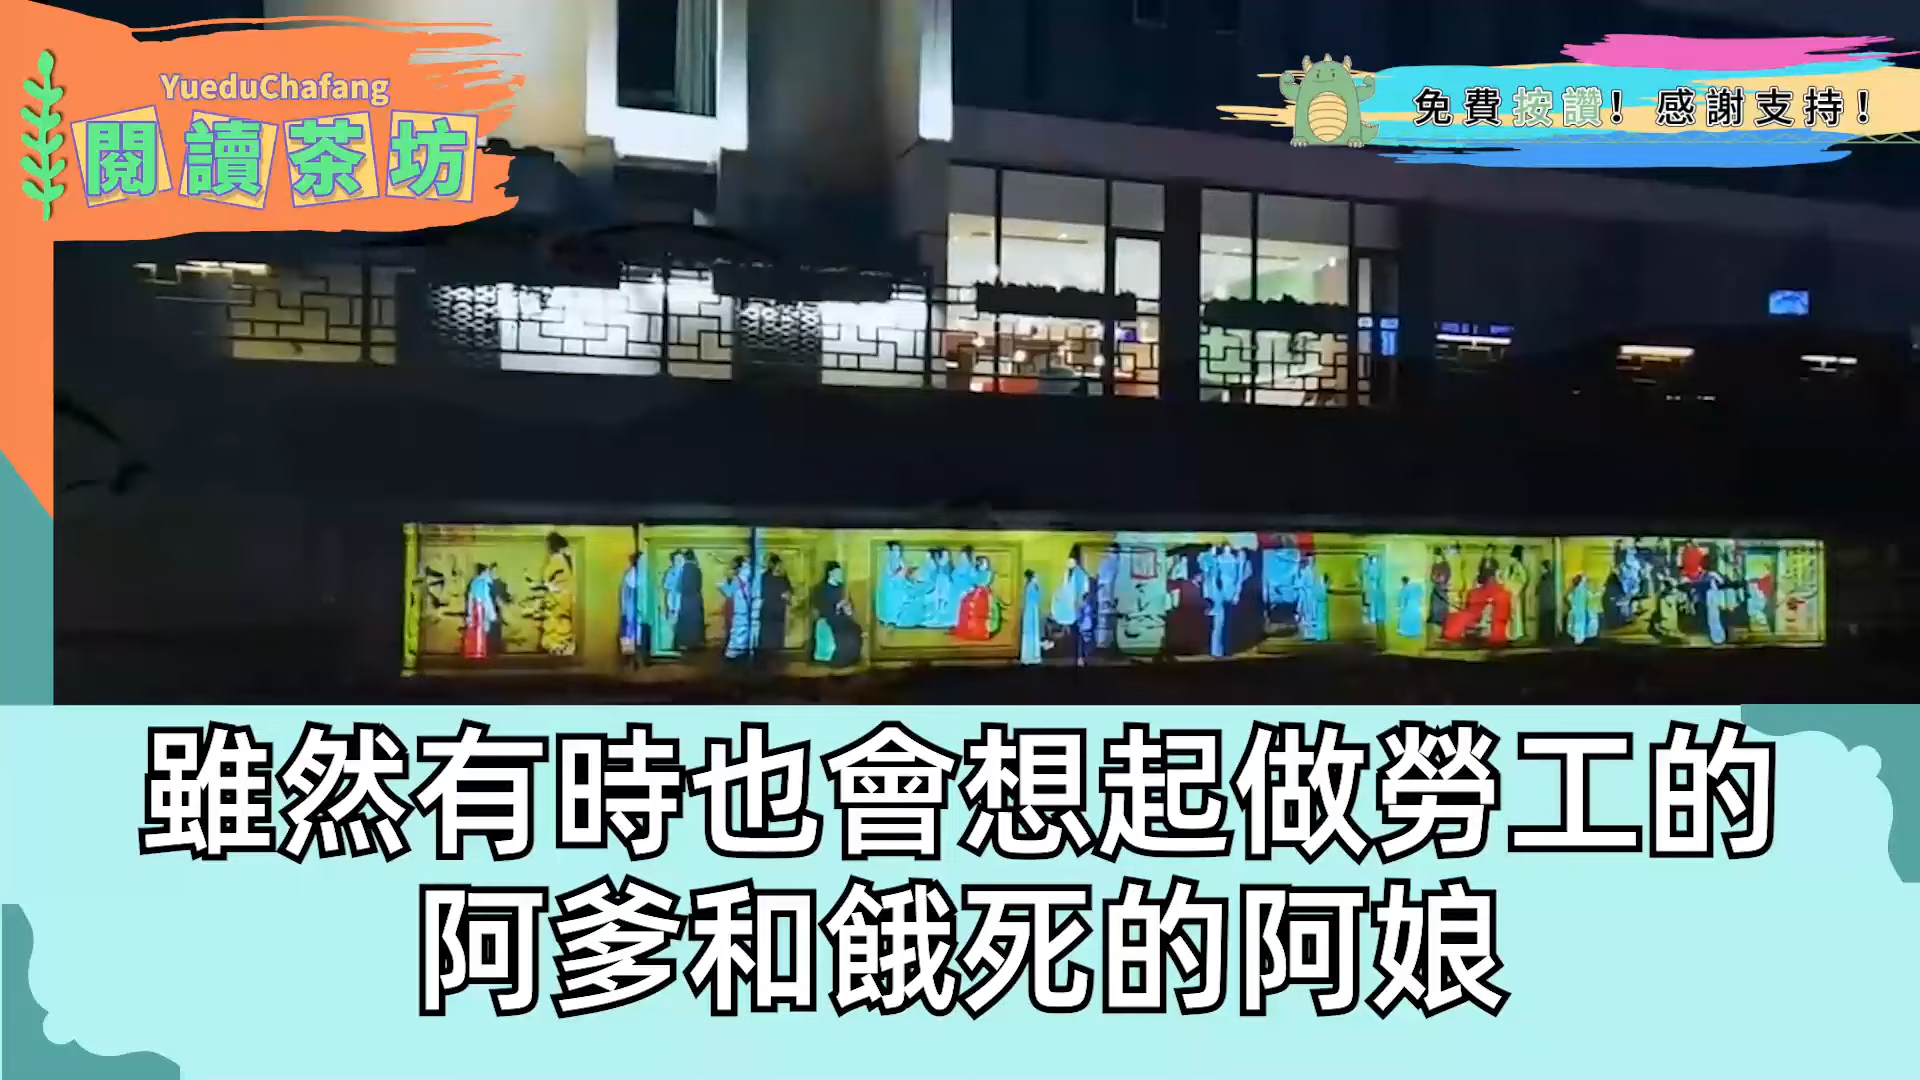 YueduChafang
閱讀茶坊
免費按讚！感謝支持！
雖然有時也會想起做勞工的
阿爹和餓死的阿娘